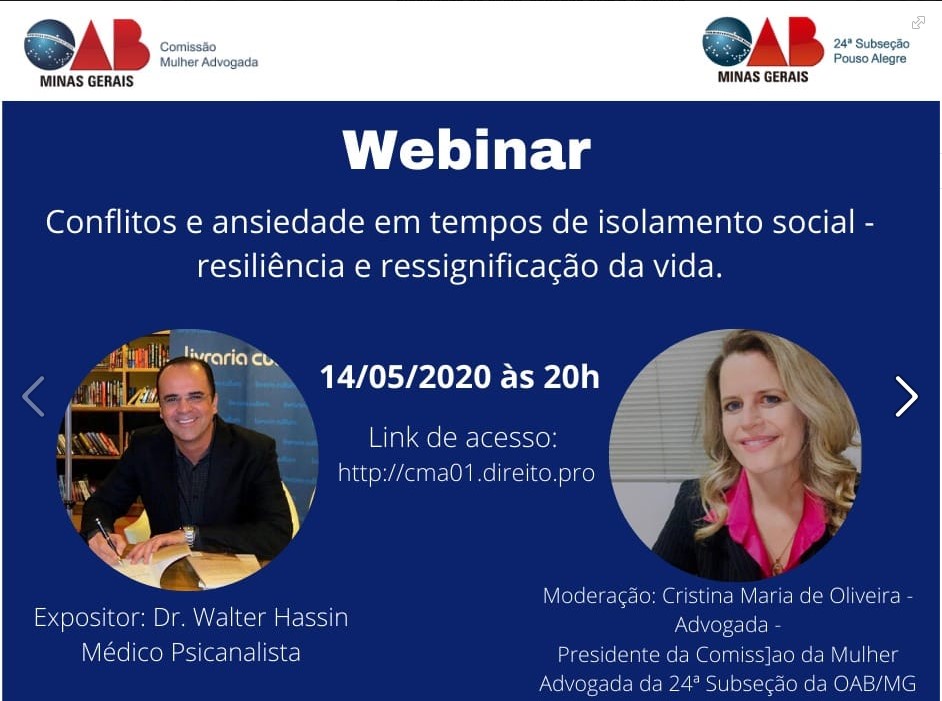 OAB
MINAS GERAIS
Comissão
Mulher Advogada
OAB
MINAS GERAIS
24ª Subseção
Pouso Alegre
Webinar
Conflitos e ansiedade em tempos de isolamento social -
resiliência e ressignificação da vida.
livraria cu
14/05/2020 às 20h
Link de acesso:
http://cma01.direito.pro
Expositor: Dr. Walter Hassin
Médico Psicanalista
Moderação: Cristina Maria de Oliveira -
Advogada -
Presidente da Comiss]ao da Mulher
Advogada da 24ª Subseção da OAB/MG